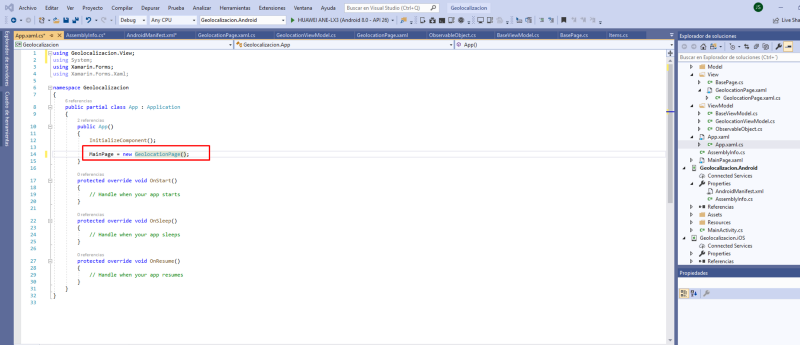 Archivo Editar Ver Proyecto Compilar Depurar Prueba Analizar Herramientas Extensiones Ventana Ayuda Buscar en Visual Studio (Ctrl+Q) Geolocalizacion JS
Debug Any CPU Geolocalizacion.Android HUAWEI ANE-LX3 (Android 8.0 - API 26)
App.xaml.cs* AssemblyInfo.cs* AndroidManifest.xml* GeolocationPage.xaml.cs GeolocationViewModel.cs GeolocationPage.xaml ObservableObject.cs BaseViewModel.cs BasePage.cs Items.cs
Geolocalizacion Geolocalizacion.App App()
Explorador de servidores
Cuadro de herramientas
1 using Geolocalizacion.View;
2 using System;
3 using Xamarin.Forms;
4 using Xamarin.Forms.Xaml;
5
6 namespace Geolocalizacion
7 {
6 referencias
8 public partial class App : Application
9 {
2 referencias
10 public App()
11 {
12 InitializeComponent();
13
14 MainPage = new GeolocationPage();
15 }
16
0 referencias
17 protected override void OnStart()
18 {
19 // Handle when your app starts
20 }
21
0 referencias
22 protected override void OnSleep()
23 {
24 // Handle when your app sleeps
25 }
26
0 referencias
27 protected override void OnResume()
28 {
29 // Handle when your app resumes
30 }
31 }
32 }
33
Explorador de soluciones
Buscar en Explorador de soluciones (Ctrl+')
Model
View
BasePage.cs
GeolocationPage.xaml
GeolocationPage.xaml.cs
ViewModel
BaseViewModel.cs
GeolocationViewModel.cs
ObservableObject.cs
App.xaml
App.xaml.cs
AssemblyInfo.cs
MainPage.xaml
Geolocalizacion.Android
Connected Services
Properties
AndroidManifest.xml
AssemblyInfo.cs
Referencias
Assets
Resources
MainActivity.cs
Geolocalizacion.iOS
Connected Services
Properties
Referencias
Propiedades